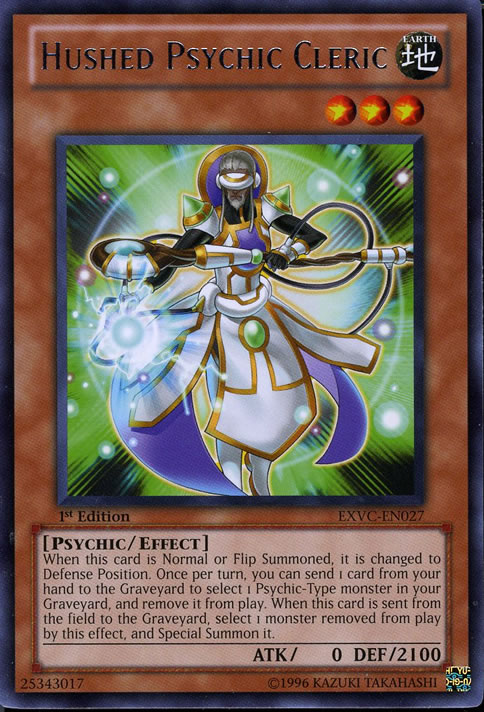 HUSHED PSYCHIC CLERIC
EARTH
地
1st Edition
EXVC-EN027
[PSYCHIC/EFFECT]
When this card is Normal or Flip Summoned, it is changed to
Defense Position. Once per turn, you can send 1 card from your
hand to the Graveyard to select 1 Psychic-Type monster in your
Graveyard, and remove it from play. When this card is sent from
the field to the Graveyard, select 1 monster removed from play
by this effect, and Special Summon it.
ATK/ 0 DEF/2100
25343017
©1996 KAZUKI TAKAHASHI